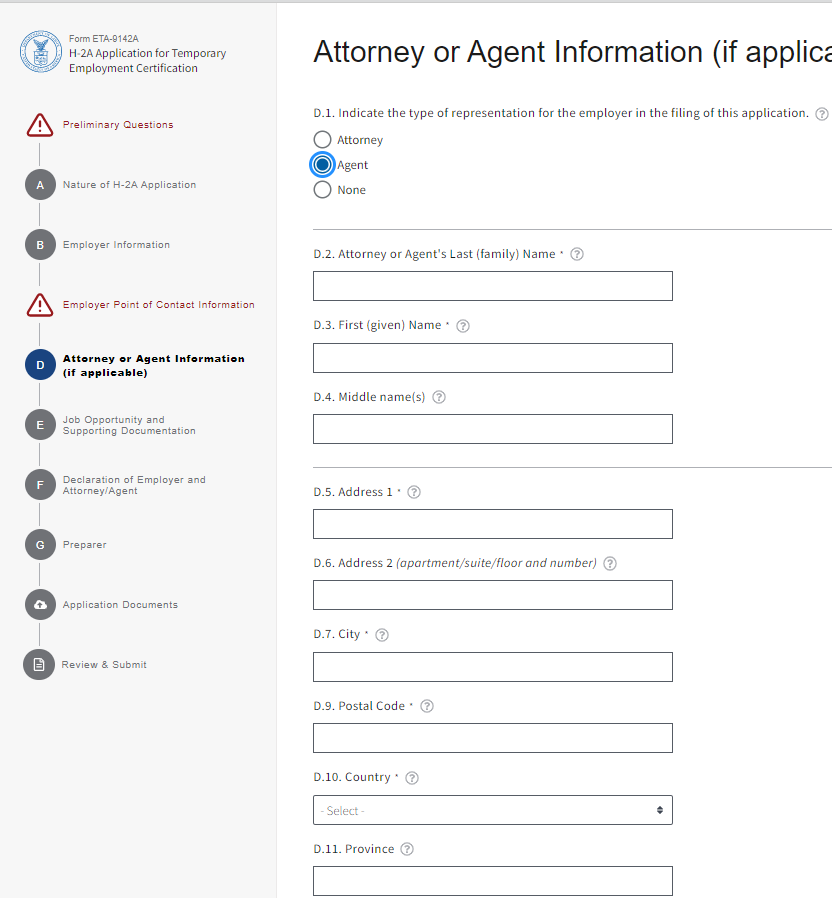 Form ETA-9142A
H-2A Application for Temporary
Employment Certification
Preliminary Questions
A
Nature of H-2A Application
B
Employer Information
Employer Point of Contact Information
D
Attorney or Agent Information
(if applicable)
E
Job Opportunity and
Supporting Documentation
F
Declaration of Employer and
Attorney/Agent
G
Preparer
Application Documents
Review & Submit
Attorney or Agent Information (if applica
D.1. Indicate the type of representation for the employer in the filing of this application. ?
Attorney
Agent
None
D.2. Attorney or Agent's Last (family) Name * ?
D.3. First (given) Name * ?
D.4. Middle name(s) ?
D.5. Address 1 * ?
D.6. Address 2 (apartment/suite/floor and number) ?
D.7. City * ?
D.9. Postal Code * ?
D.10. Country * ?
- Select -
D.11. Province ?